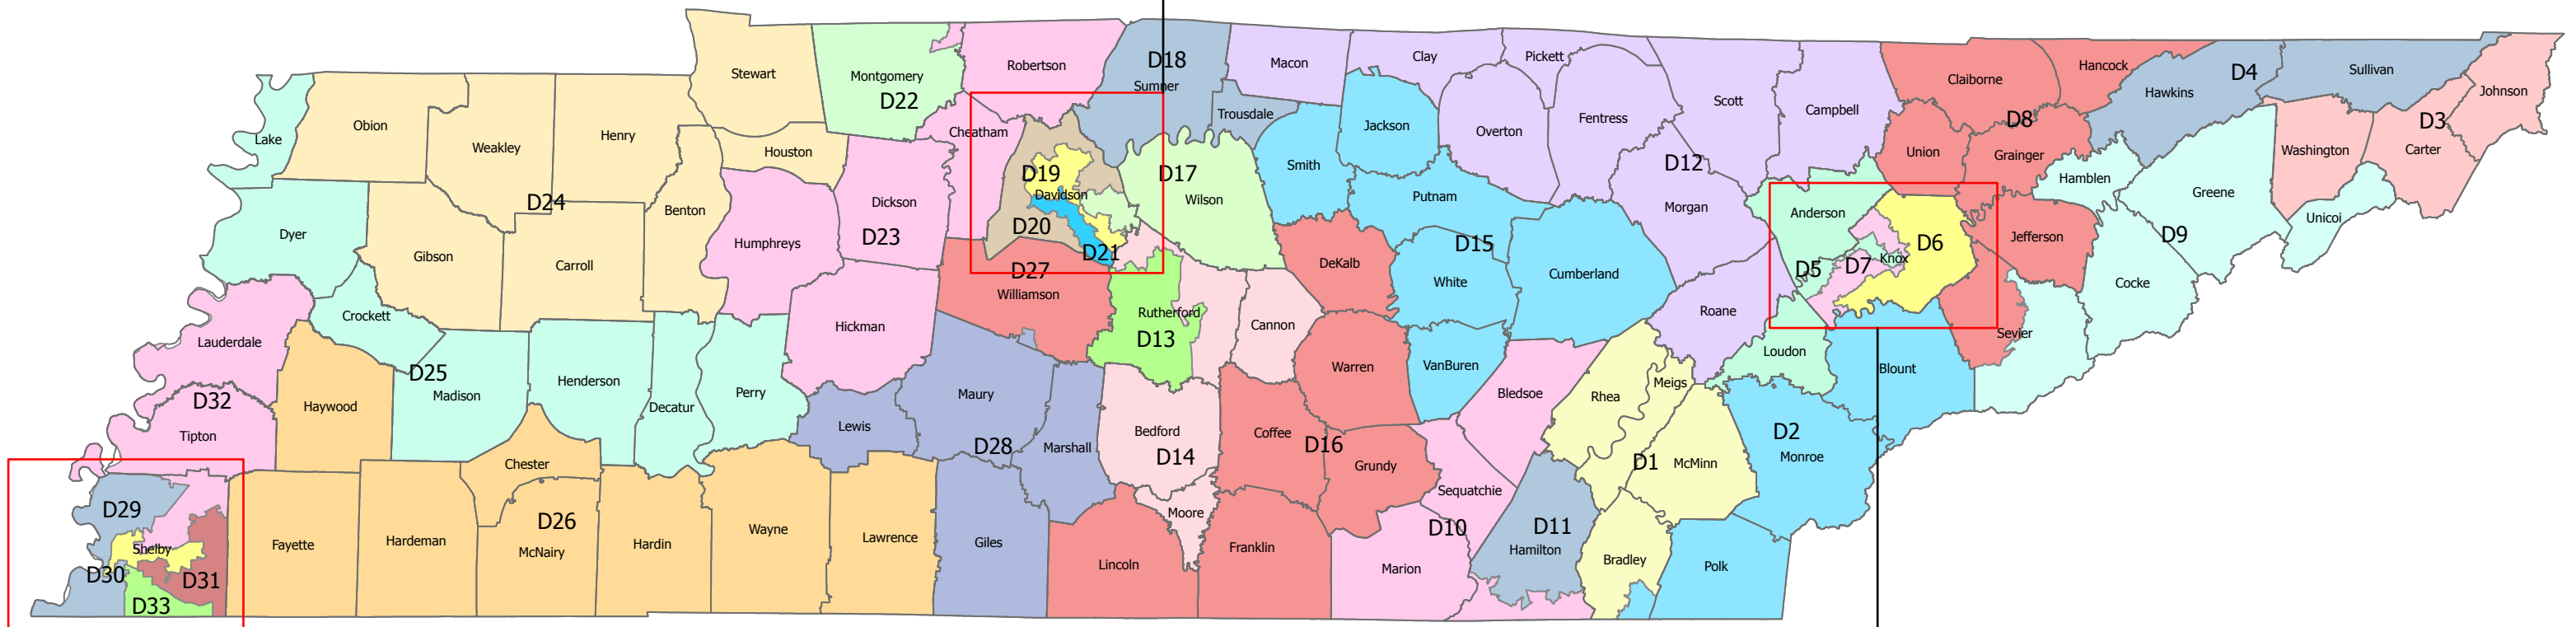 Stewart
Montgomery
D22
Robertson
D18
Sumner
Macon
Clay
Pickett
Scott
Campbell
Claiborne
Hancock
D4
Hawkins
Sullivan
Johnson
Lake
Obion
Weakley
Henry
Houston
Cheatham
Trousdale
Jackson
Overton
Fentress
D8
Union
Grainger
D3
Washington
Carter
Smith
D12
Hamblen
Greene
Unicoi
Dyer
D24
Benton
Humphreys
Dickson
D23
D19
Davidson
D20
D21
D17
Wilson
Putnam
Morgan
Anderson
Jefferson
D9
Gibson
Carroll
D27
Williamson
DeKalb
D15
White
Cumberland
D5
D7
Knox
D6
Cocke
Crockett
Lauderdale
Hickman
Rutherford
D13
Cannon
Roane
Sevier
D25
Madison
Henderson
Decatur
Perry
Warren
VanBuren
Loudon
Blount
D32
Tipton
Haywood
Lewis
Maury
Marshall
Bledsoe
Rhea
Meigs
D28
Bedford
D14
Coffee
D16
Grundy
Sequatchie
D1
McMinn
D2
Monroe
D29
Shelby
D30
D31
D33
Fayette
Hardeman
Chester
D26
McNairy
Hardin
Wayne
Lawrence
Giles
Moore
Lincoln
Franklin
D10
Marion
D11
Hamilton
Bradley
Polk